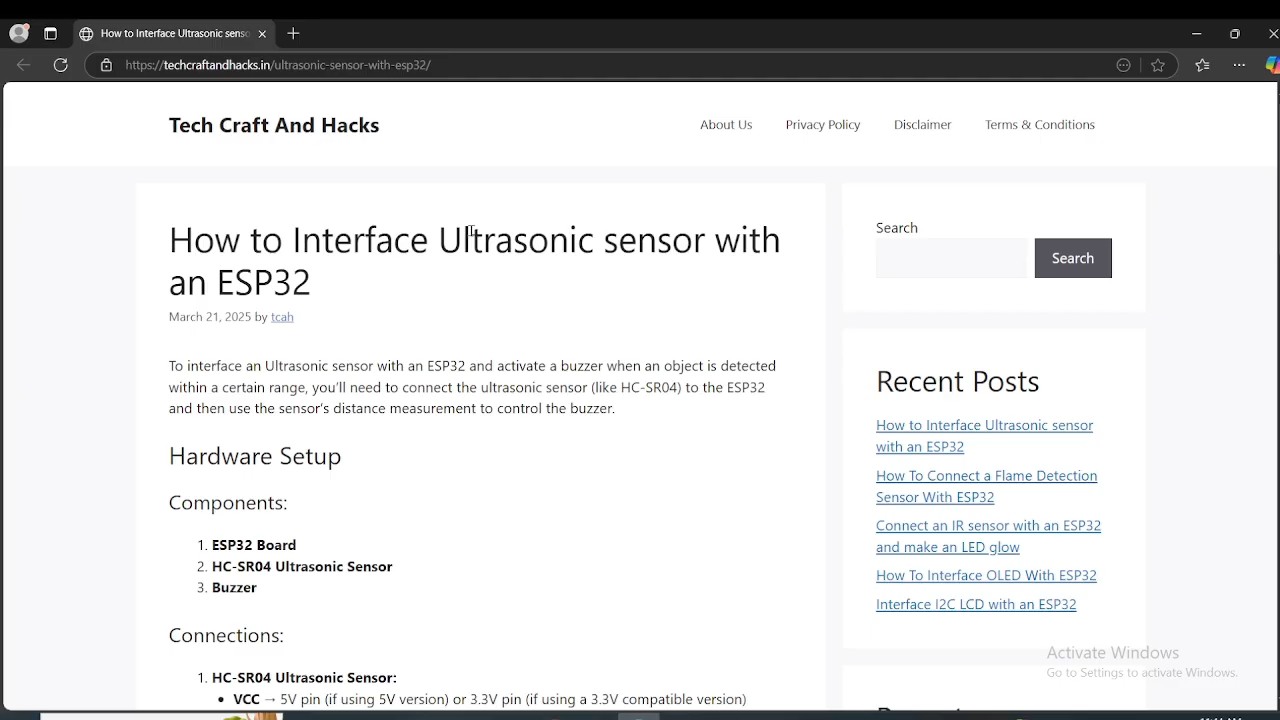 How to Interface Ultrasonic sens
https://techcraftandhacks.in/ultrasonic-sensor-with-esp32/
Tech Craft And Hacks
About Us
Privacy Policy
Disclaimer
Terms & Conditions
How to Interface Ultrasonic sensor with
an ESP32
March 21, 2025 by tcah
To interface an Ultrasonic sensor with an ESP32 and activate a buzzer when an object is detected
within a certain range, you'll need to connect the ultrasonic sensor (like HC-SR04) to the ESP32
and then use the sensor's distance measurement to control the buzzer.
Hardware Setup
Components:
1. ESP32 Board
2. HC-SR04 Ultrasonic Sensor
3. Buzzer
Connections:
1. HC-SR04 Ultrasonic Sensor:
• VCC → 5V pin (if using 5V version) or 3.3V pin (if using a 3.3V compatible version)
Search
Search
Recent Posts
How to Interface Ultrasonic sensor
with an ESP32
How To Connect a Flame Detection
Sensor With ESP32
Connect an IR sensor with an ESP32
and make an LED glow
How To Interface OLED With ESP32
Interface I2C LCD with an ESP32
Activate Windows
Go to Settings to activate Windows.